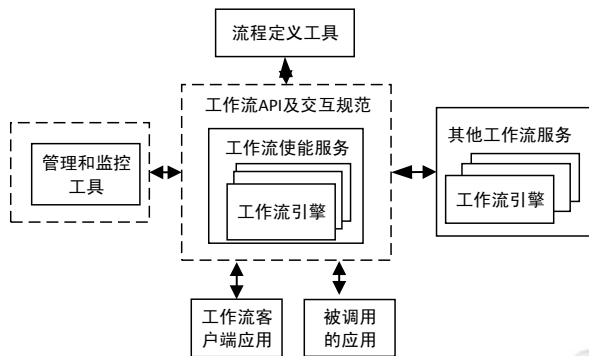 流程定义工具
工作流API及交互规范
工作流使能服务
工作流引擎
管理和监控
工具
其他工作流服务
工作流引擎
工作流客
户端应用
被调用
的应用